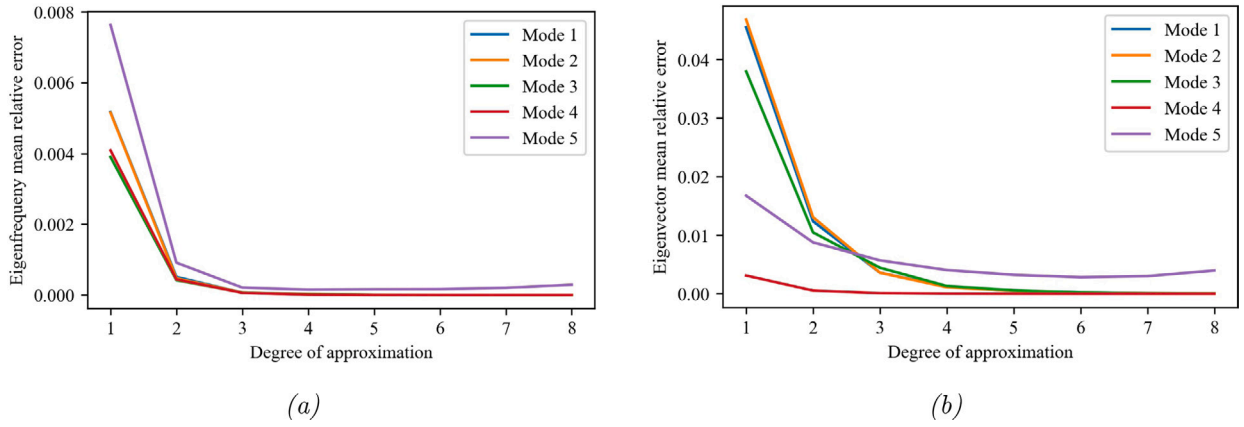 Eigenfrequeny mean relative error
0.008
0.006
0.004
0.002
0.000
1 2 3 4 5 6 7 8
Degree of approximation
Mode 1
Mode 2
Mode 3
Mode 4
Mode 5
(a)
Eigenvector mean relative error
0.04
0.03
0.02
0.01
0.00
1 2 3 4 5 6 7 8
Degree of approximation
Mode 1
Mode 2
Mode 3
Mode 4
Mode 5
(b)